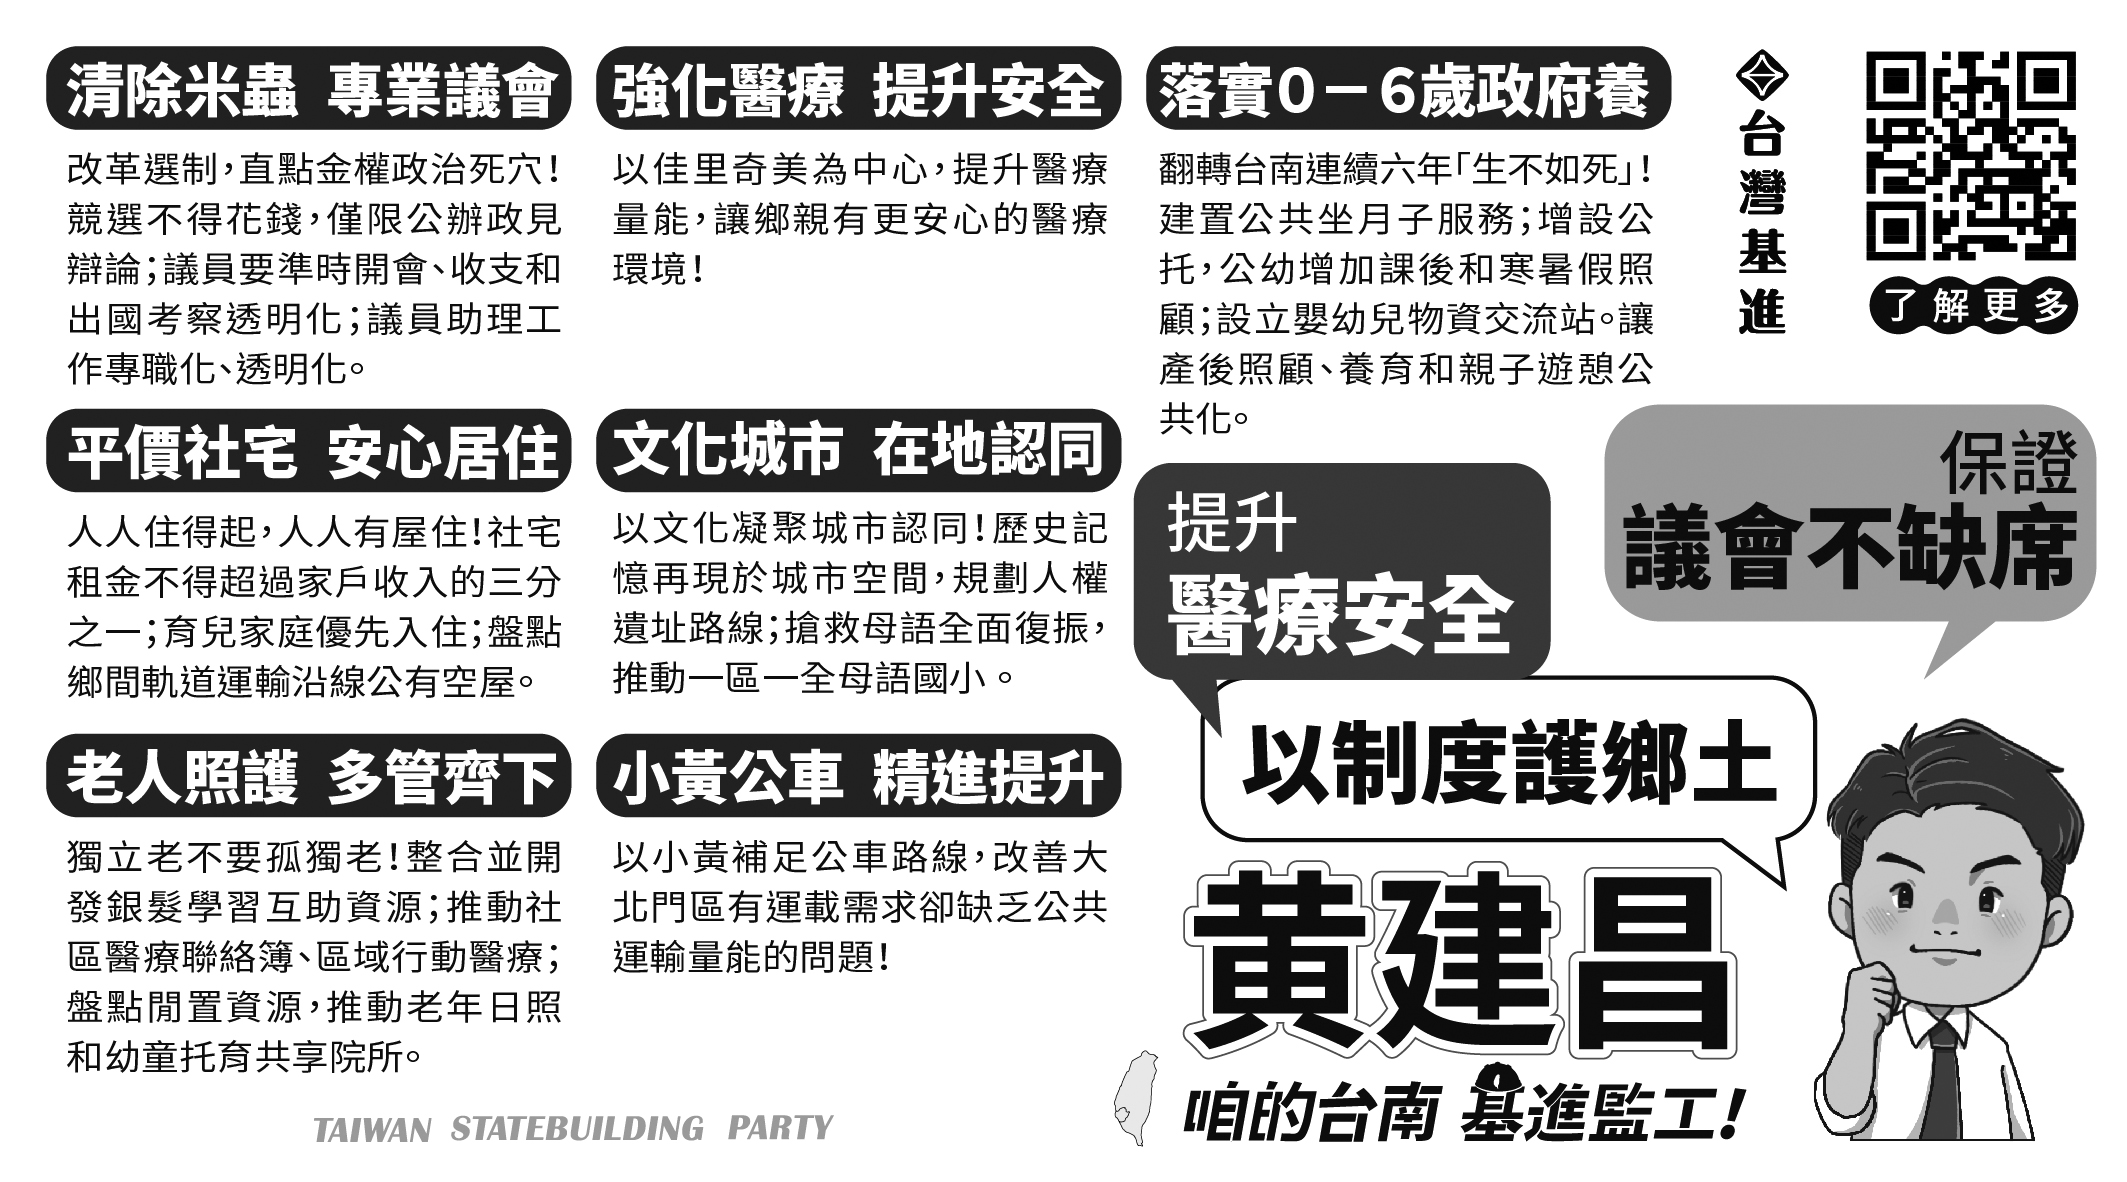 清除米蟲 專業議會
改革選制，直點金權政治死穴！
競選不得花錢，僅限公辦政見
辯論；議員要準時開會、收支和
出國考察透明化；議員助理工
作專職化、透明化。
平價社宅 安心居住
人人住得起，人人有屋住！社宅
租金不得超過家戶收入的三分
之一；育兒家庭優先入住；盤點
鄉間軌道運輸沿線公有空屋。
老人照護 多管齊下
獨立老不要孤獨老！整合並開
發銀髮學習互助資源；推動社
區醫療聯絡簿、區域行動醫療；
盤點閒置資源，推動老年日照
和幼童托育共享院所。
強化醫療 提升安全
以佳里奇美為中心，提升醫療
量能，讓鄉親有更安心的醫療
環境！
文化城市 在地認同
以文化凝聚城市認同！歷史記
憶再現於城市空間，規劃人權
遺址路線；搶救母語全面復振，
推動一區一全母語國小。
小黃公車 精進提升
以小黃補足公車路線，改善大
北門區有運載需求卻缺乏公共
運輸量能的問題！
落實0－6歲政府養
翻轉台南連續六年「生不如死」！
建置公共坐月子服務；增設公
托，公幼增加課後和寒暑假照
顧；設立嬰幼兒物資交流站。讓
產後照顧、養育和親子遊憩公
共化。
台灣基進
了解更多
提升
醫療安全
保證
議會不缺席
以制度護鄉土
黃建昌
咱的台南 基進監工！
TAIWAN STATEBUILDING PARTY